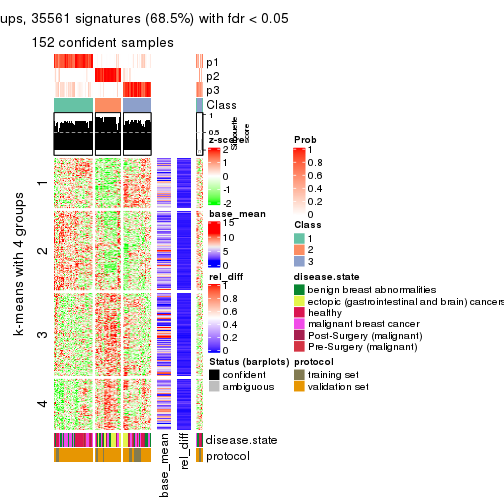 ups, 35561 signatures (68.5%) with fdr < 0.05
152 confident samples
p1
p2
p3
Class
1
0.5
0
Silhouette
score
k-means with 4 groups
1
2
3
4
base_mean
rel_diff
disease.state
protocol
z-score
2
1
0
-1
-2
base_mean
15
10
5
0
rel_diff
1
0.8
0.6
0.4
0.2
0
Status (barplots)
confident
ambiguous
Prob
1
0.8
0.6
0.4
0.2
0
Class
1
2
3
disease.state
benign breast abnormalities
ectopic (gastrointestinal and brain) cancers
healthy
malignant breast cancer
Post-Surgery (malignant)
Pre-Surgery (malignant)
protocol
training set
validation set